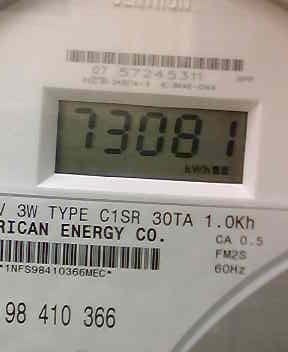 07 57245311
73081
kWh
V 3W TYPE C1SR 30TA 1.0Kh
RICAN ENERGY CO.
CA 0.5
FM2S
*1NFS98410366MEC*
60Hz
98 410 366